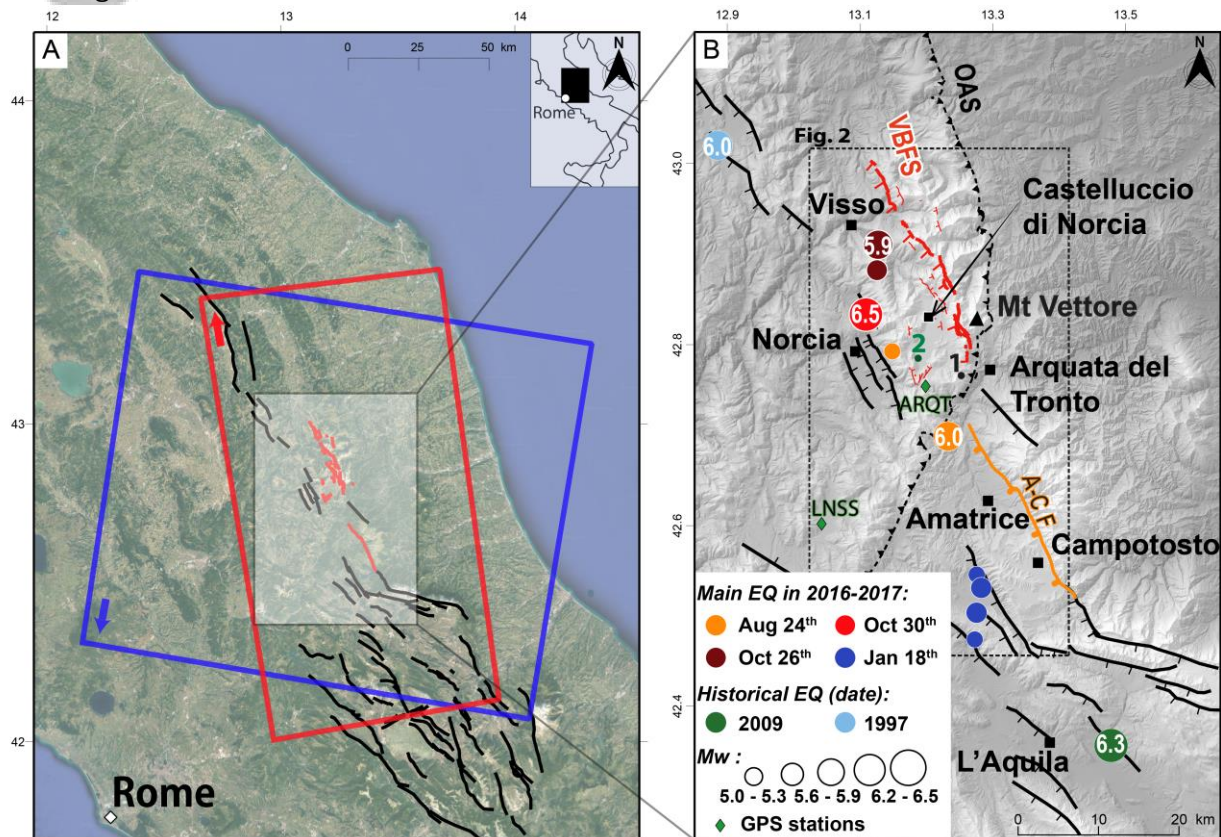 12 13 14
A
0 25 50 km
N
Rome
44
43
42
Rome
12.9 13.1 13.3 13.5
B
N
OAS
Fig. 2
VBFS
43.0
6.0
Visso
Castelluccio
di Norcia
5.9
6.5
Mt Vettore
42.8
Norcia
2
1
Arquata del
Tronto
ARQT
6.0
LNSS
42.6
A-C F
Amatrice
Campotosto
Main EQ in 2016-2017:
Aug 24th Oct 30th
Oct 26th Jan 18th
42.4
Historical EQ (date):
2009 1997
6.3
L'Aquila
Mw :
5.0 - 5.3 5.6 - 5.9 6.2 - 6.5
GPS stations
0 10 20
km